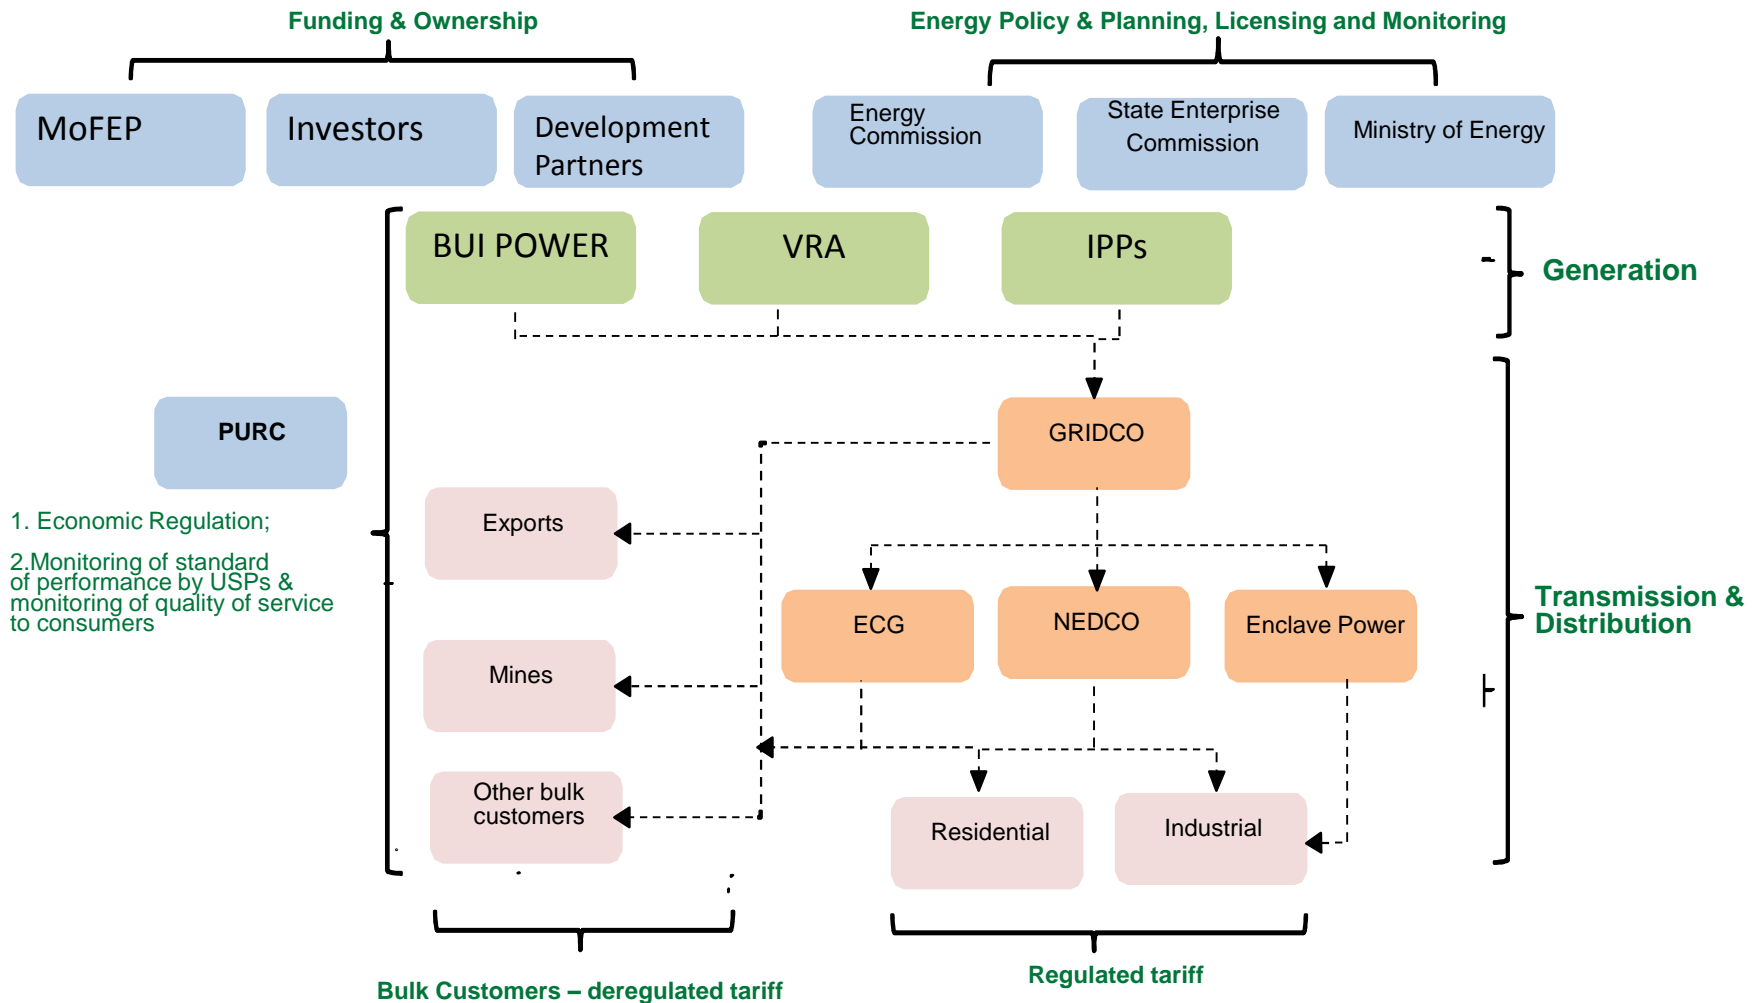 Funding & Ownership
Energy Policy & Planning, Licensing and Monitoring
MoFEP
Investors
Development
Partners
Energy
Commission
State Enterprise
Commission
Ministry of Energy
BUI POWER
VRA
IPPs
Generation
PURC
GRIDCO
1. Economic Regulation;
2.Monitoring of standard
of performance by USPs &
monitoring of quality of service
to consumers
Exports
ECG
NEDCO
Enclave Power
Transmission &
Distribution
Mines
Other bulk
customers
Residential
Industrial
Bulk Customers – deregulated tariff
Regulated tariff